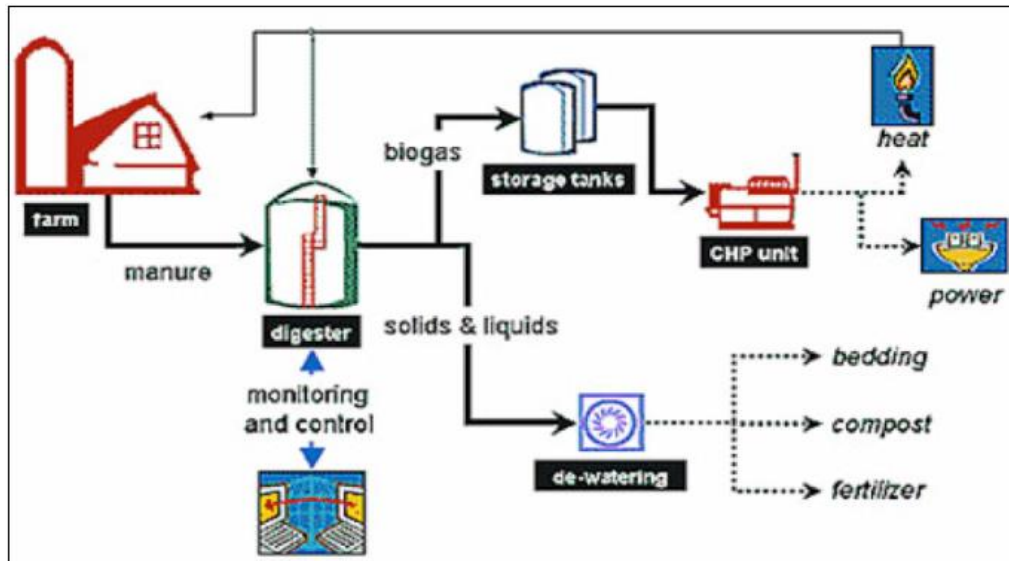 heat
biogas
storage tanks
farm
CHP unit
manure
power
digester
solids & liquids
bedding
monitoring
and control
compost
de-watering
fertilizer